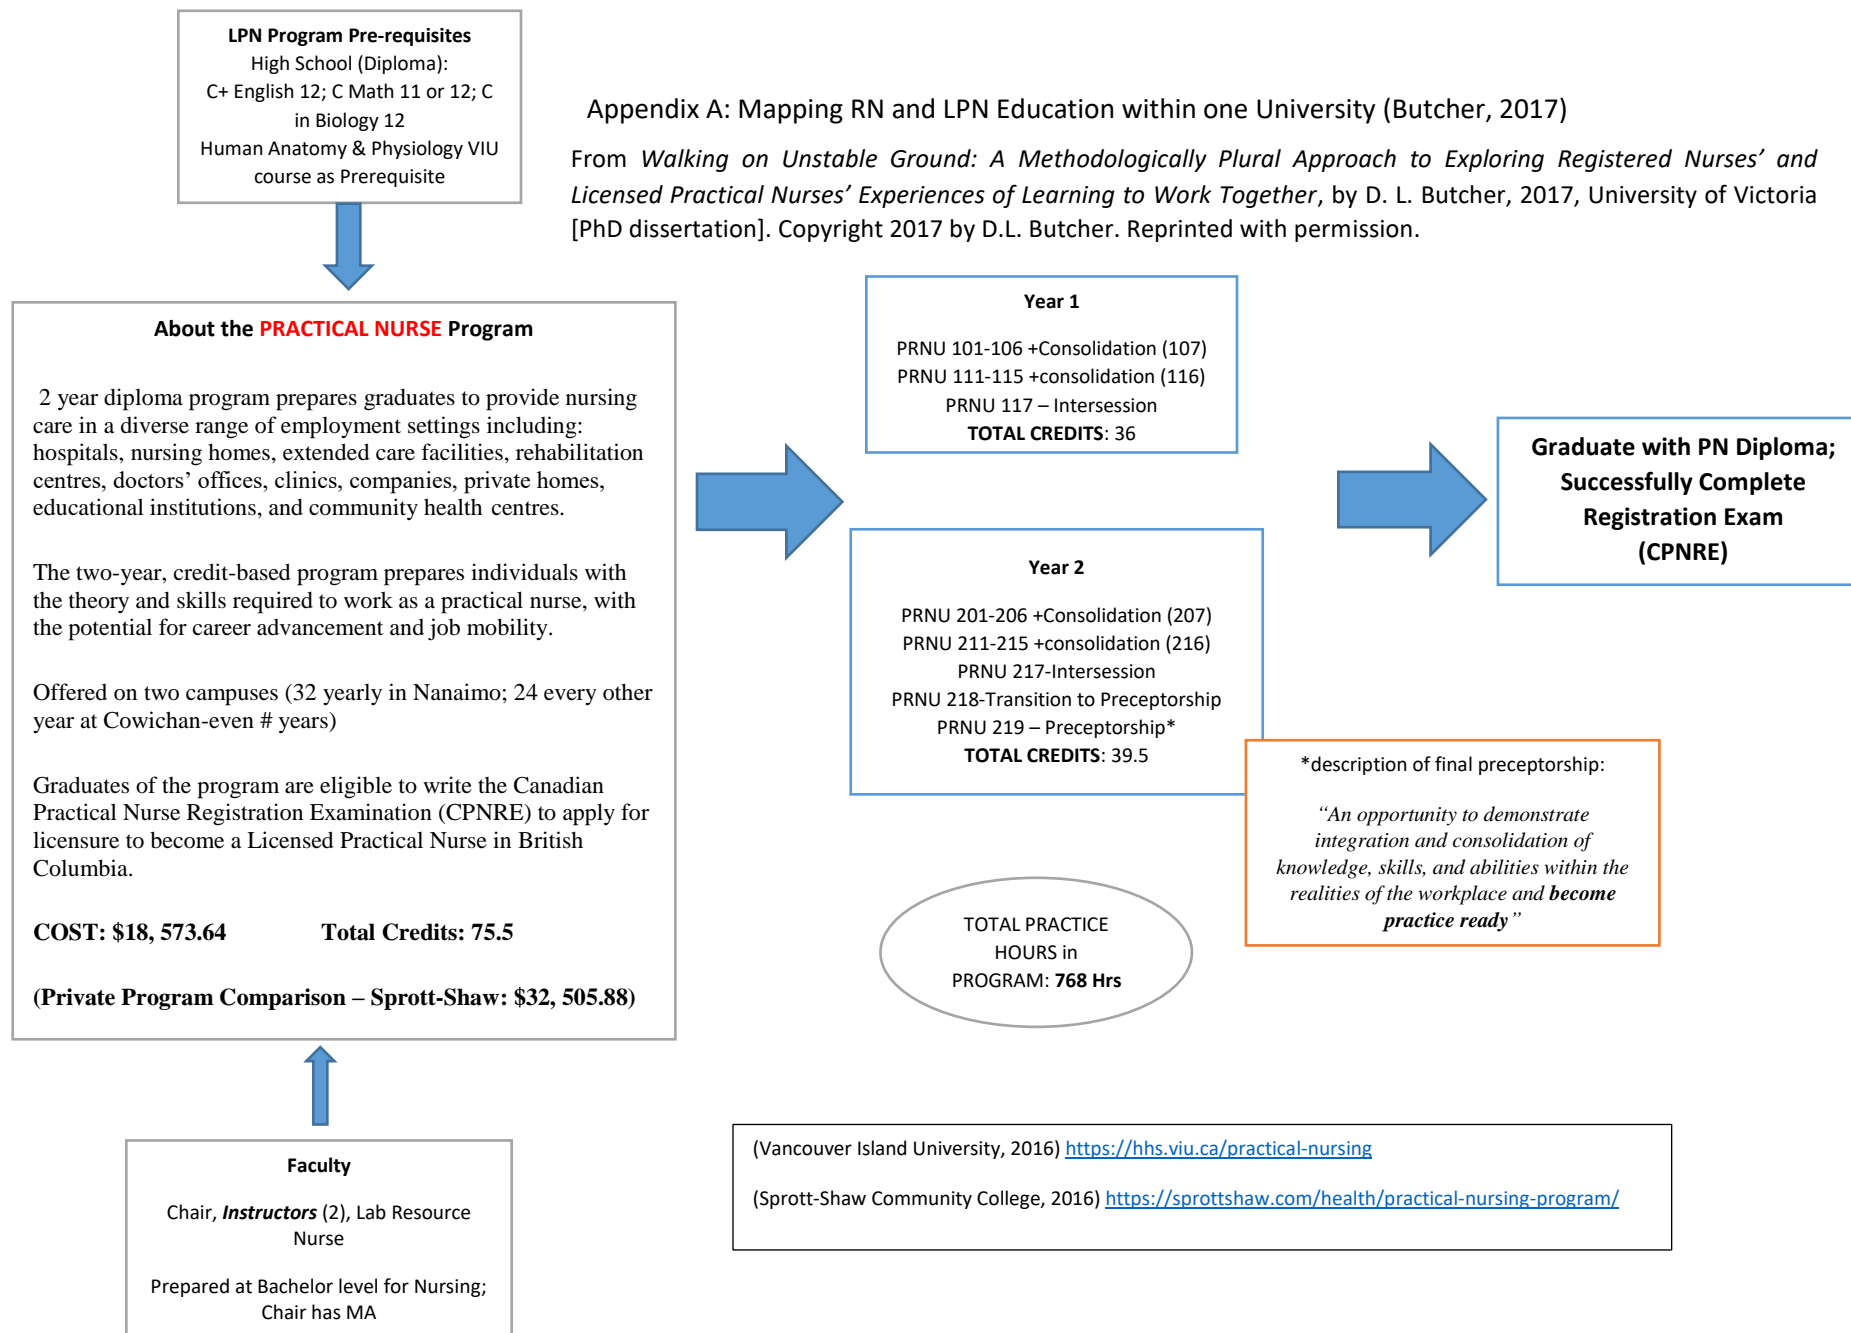 LPN Program Pre-requisites
High School (Diploma):
C+ English 12; C Math 11 or 12; C
in Biology 12
Human Anatomy & Physiology VIU
course as Prerequisite
Appendix A: Mapping RN and LPN Education within one University (Butcher, 2017)
From Walking on Unstable Ground: A Methodologically Plural Approach to Exploring Registered Nurses’ and
Licensed Practical Nurses’ Experiences of Learning to Work Together, by D. L. Butcher, 2017, University of Victoria
[PhD dissertation]. Copyright 2017 by D.L. Butcher. Reprinted with permission.
About the PRACTICAL NURSE Program
2 year diploma program prepares graduates to provide nursing
care in a diverse range of employment settings including:
hospitals, nursing homes, extended care facilities, rehabilitation
centres, doctors’ offices, clinics, companies, private homes,
educational institutions, and community health centres.
The two-year, credit-based program prepares individuals with
the theory and skills required to work as a practical nurse, with
the potential for career advancement and job mobility.
Offered on two campuses (32 yearly in Nanaimo; 24 every other
year at Cowichan-even # years)
Graduates of the program are eligible to write the Canadian
Practical Nurse Registration Examination (CPNRE) to apply for
licensure to become a Licensed Practical Nurse in British
Columbia.
COST: $18, 573.64 Total Credits: 75.5
(Private Program Comparison – Sprott-Shaw: $32, 505.88)
Year 1
PRNU 101-106 +Consolidation (107)
PRNU 111-115 +consolidation (116)
PRNU 117 – Intersession
TOTAL CREDITS: 36
Year 2
PRNU 201-206 +Consolidation (207)
PRNU 211-215 +consolidation (216)
PRNU 217-Intersession
PRNU 218-Transition to Preceptorship
PRNU 219 – Preceptorship*
TOTAL CREDITS: 39.5
Graduate with PN Diploma;
Successfully Complete
Registration Exam
(CPNRE)
*description of final preceptorship:
“An opportunity to demonstrate
integration and consolidation of
knowledge, skills, and abilities within the
realities of the workplace and become
practice ready”
TOTAL PRACTICE
HOURS in
PROGRAM: 768 Hrs
Faculty
Chair, Instructors (2), Lab Resource
Nurse
Prepared at Bachelor level for Nursing;
Chair has MA
(Vancouver Island University, 2016) https://hhs.viu.ca/practical-nursing
(Sprott-Shaw Community College, 2016) https://sprottshaw.com/health/practical-nursing-program/